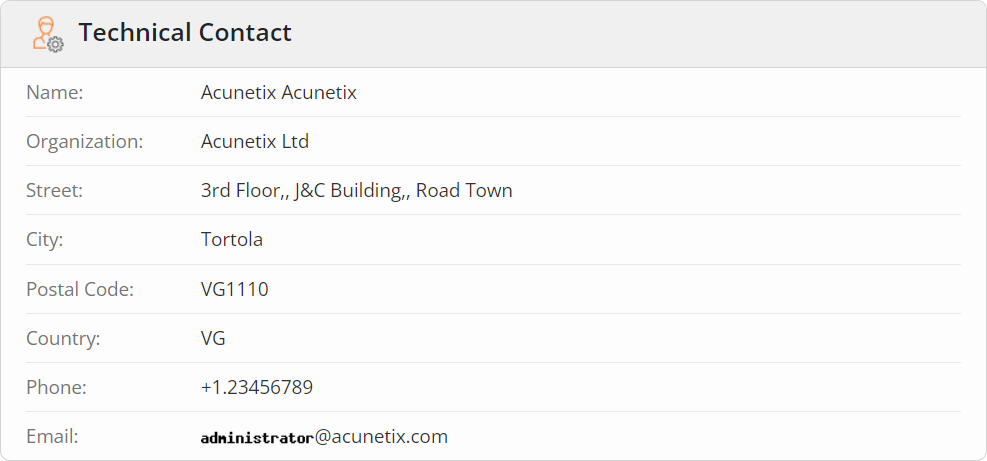 Technical Contact
Name: Acunetix Acunetix
Organization: Acunetix Ltd
Street: 3rd Floor,, J&C Building,, Road Town
City: Tortola
Postal Code: VG1110
Country: VG
Phone: +1.23456789
Email: administrator@acunetix.com